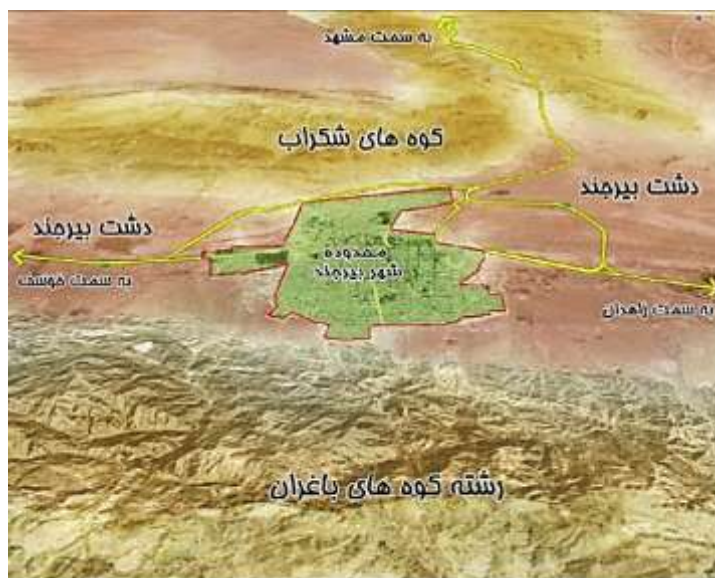 به سمت مشهد
کوه های شکراب
دشت بیرجند
دشت بیرجند
محدوده
شهر بیرجند
به سمت خوسف
به سمت زاهدان
رشته کوه های باغران